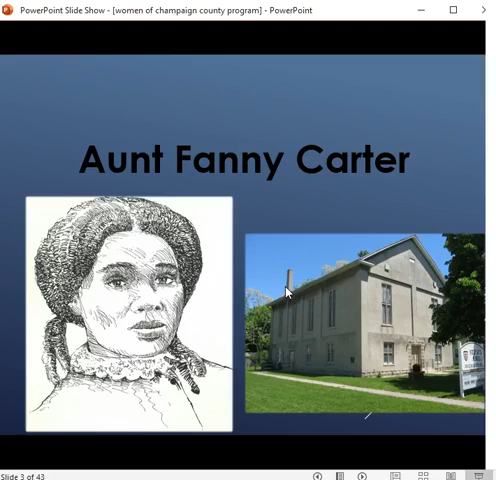 PowerPoint Slide Show - [women of champaign county program] - PowerPoint
Aunt Fanny Carter
Slide 3 of 43